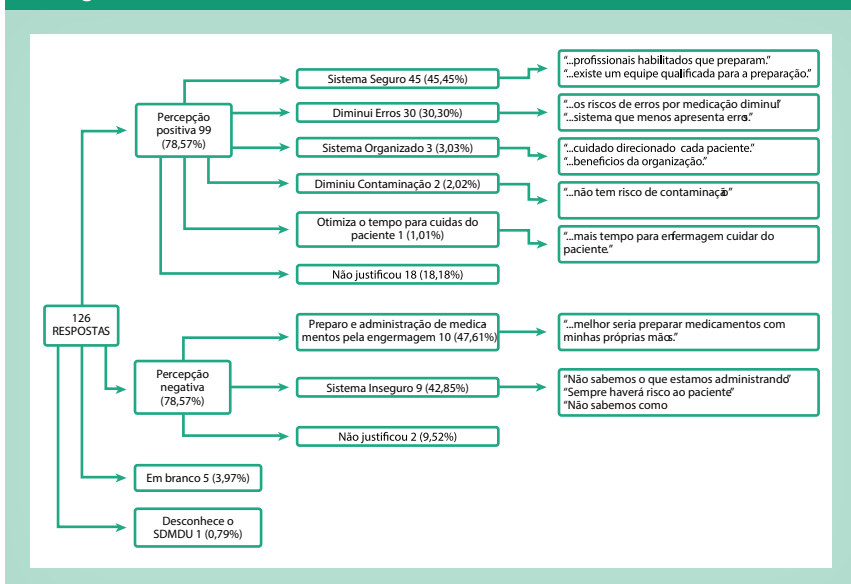 Sistema Seguro 45 (45,45%)
"...profissionais habilitados que preparam."
"...existe um equipe qualificada para a preparação."
Percepção
positiva 99
(78,57%)
Diminui Erros 30 (30,30%)
"...os riscos de erros por medicação diminui"
"...sistema que menos apresenta erros."
Sistema Organizado 3 (3,03%)
"...cuidado direcionado cada paciente."
"...beneficios da organização."
Diminiu Contaminação 2 (2,02%)
"...não tem risco de contaminação"
Otimiza o tempo para cuidas do
paciente 1 (1,01%)
"...mais tempo para enfermagem cuidar do
paciente."
Não justificou 18 (18,18%)
126
RESPOSTAS
Preparo e administração de medica
mentos pela engermagem 10 (47,61%)
"...melhor seria preparar medicamentos com
minhas próprias mãos."
Percepção
negativa
(78,57%)
Sistema Inseguro 9 (42,85%)
"Não sabemos o que estamos administrando"
"Sempre haverá risco ao paciente"
"Não sabemos como
Não justificou 2 (9,52%)
Em branco 5 (3,97%)
Desconhece o
SDMDU 1 (0,79%)